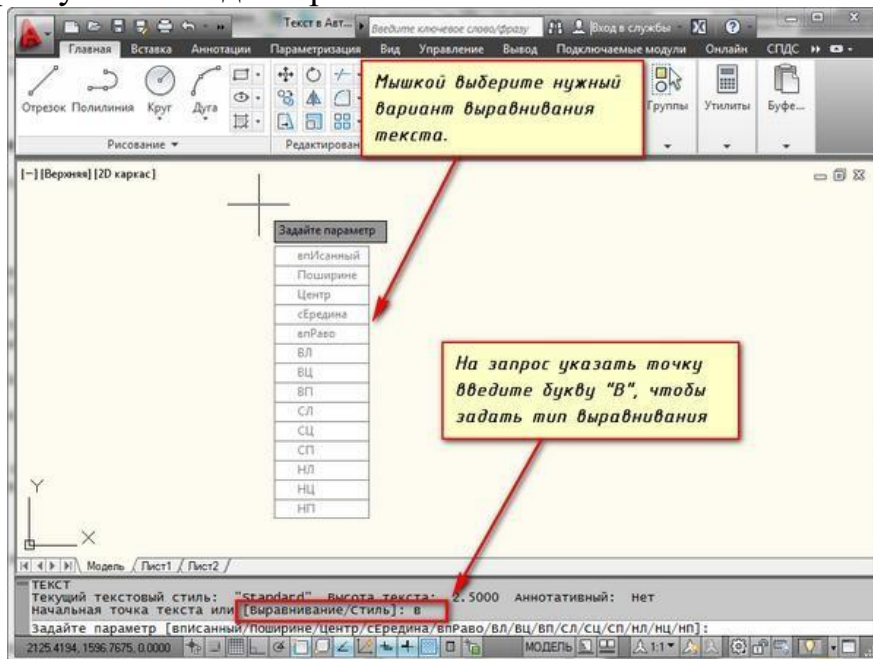 Текст в Авт...
Введите ключевое слово/фразу
Вход в службы
Главная Вставка Аннотации Параметризация Вид Управление Вывод Подключаемые модули Онлайн СПДС
Отрезок Полилиния Круг Дуга
Группы Утилиты Буфе...
Рисование
Редактирован
Мышкой выберите нужный
вариант выравнивания
текста.
[−] [Верхняя] [2D каркас]
Задайте параметр
впИсанный
Поширине
Центр
сЕредина
впРаво
ВЛ
ВЦ
ВП
СЛ
СЦ
СП
НЛ
НЦ
НП
На запрос указать точку
введите букву "В", чтобы
задать тип выравнивания
Y
X
Модель Лист1 Лист2
ТЕКСТ
Текущий текстовый стиль: "Standard" Высота текста: 2.5000 Аннотативный: Нет
Начальная точка текста или [Выравнивание/Стиль]: В
Задайте параметр [впИсанный/Поширине/Центр/сЕредина/впРаво/ВЛ/ВЦ/ВП/СЛ/СЦ/СП/НЛ/НЦ/НП]:
2125.4194, 1596.7675, 0.0000 МОДЕЛЬ 1:1